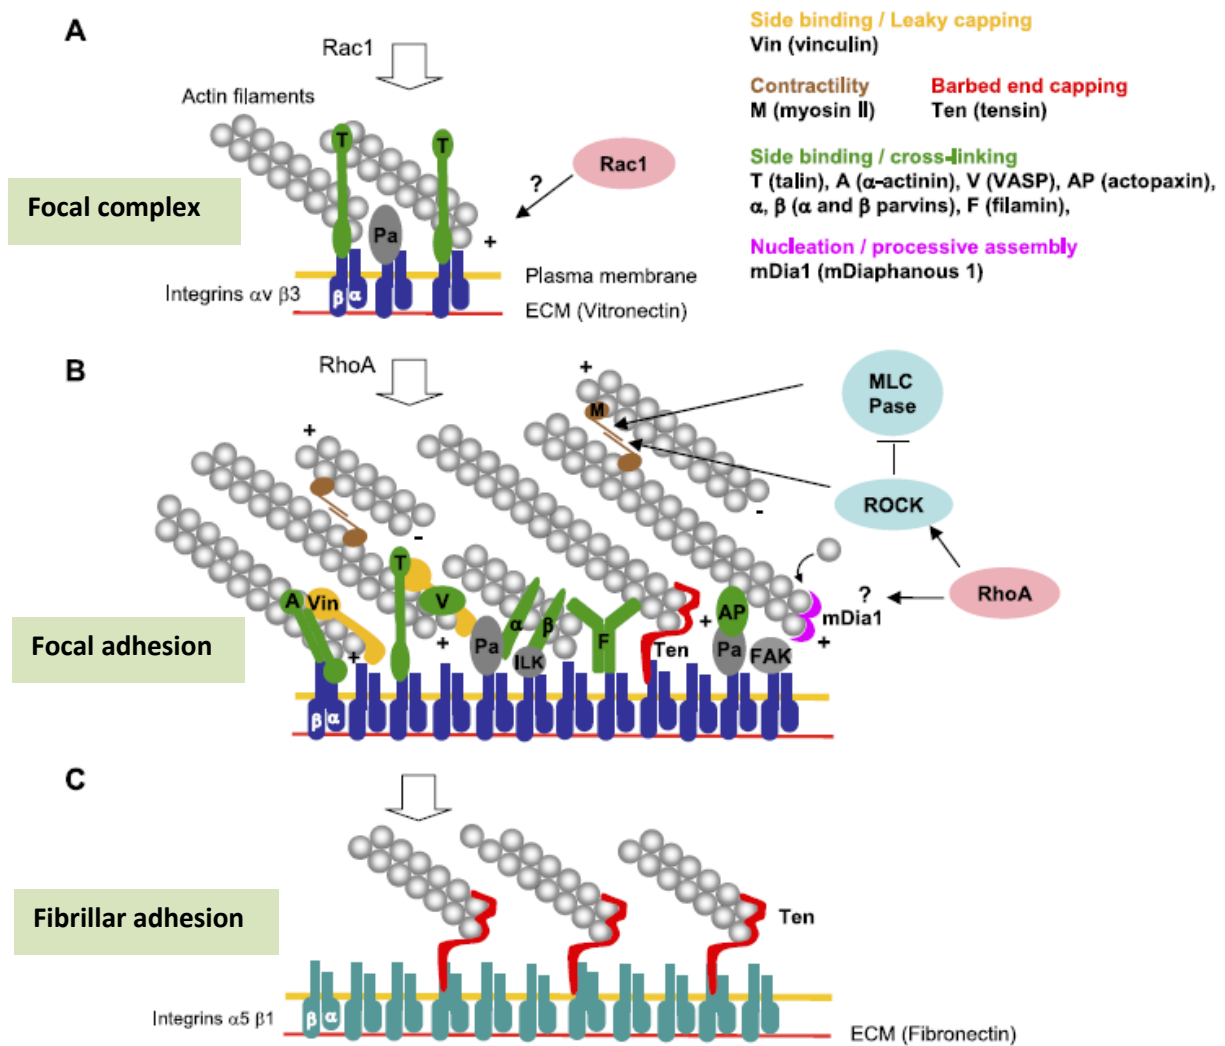 A
Rac1
Actin filaments
T
T
Rac1
?
Focal complex
Pa
+
Plasma membrane
Integrins αv β3
β α
ECM (Vitronectin)
Side binding / Leaky capping
Vin (vinculin)
Contractility
M (myosin II)
Barbed end capping
Ten (tensin)
Side binding / cross-linking
T (talin), A (α-actinin), V (VASP), AP (actopaxin),
α, β (α and β parvins), F (filamin),
Nucleation / processive assembly
mDia1 (mDiaphanous 1)
B
RhoA
+
M
MLC
Pase
+
ROCK
-
-
T
?
RhoA
A
Vin
V
α
β
AP
mDia1
+
Focal adhesion
+
+
Pa
ILK
F
Ten
Pa
FAK
+
β α
C
Ten
Fibrillar adhesion
Integrins α5 β1
β α
ECM (Fibronectin)